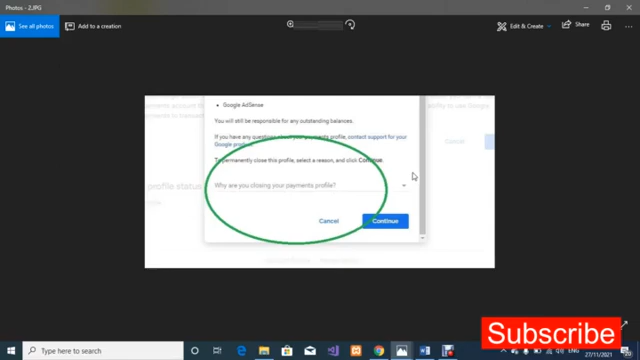 Photos - 2.JPG
See all photos
Add to a creation
Edit & Create
Share
Google AdSense
You will still be responsible for any outstanding balances.
If you have any questions about your payments profile, contact support for your
Google product.
To permanently close this profile, select a reason, and click Continue.
profile status
Why are you closing your payments profile?
Cancel
Cancel
Continue
Subscribe
Type here to search
ENG
27/11/2021